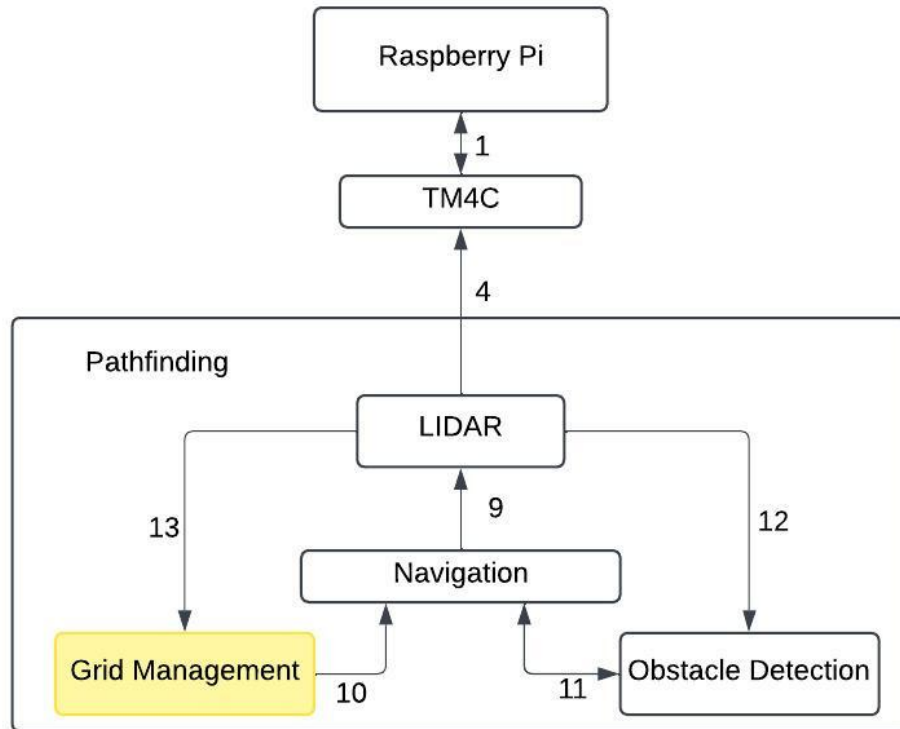 Raspberry Pi
1
TM4C
4
Pathfinding
LIDAR
13
9
12
Navigation
Grid Management
10
11
Obstacle Detection